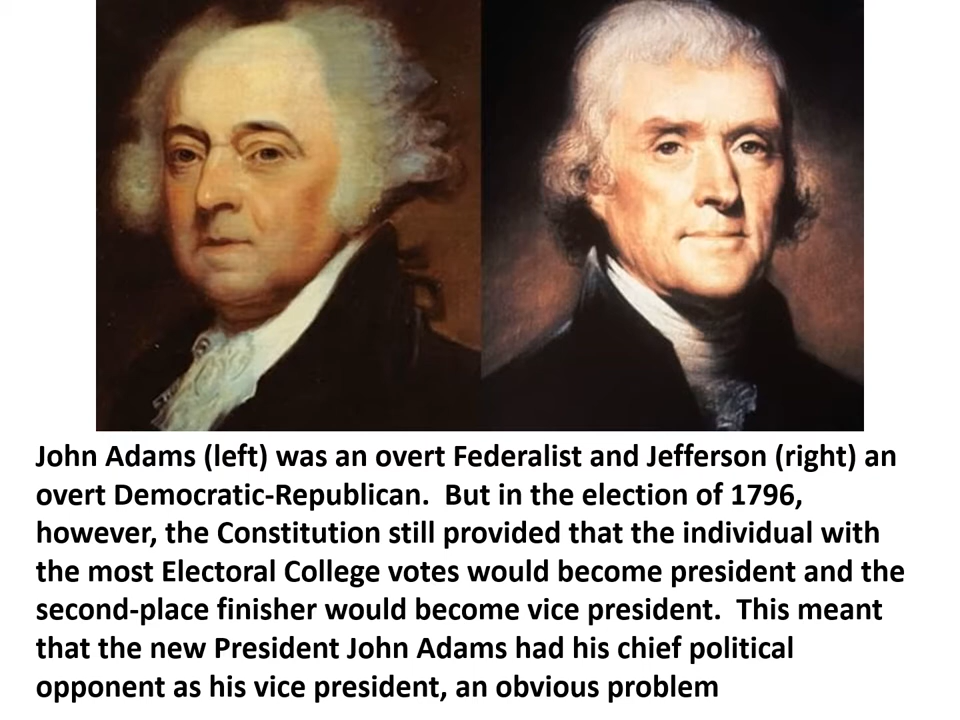 John Adams (left) was an overt Federalist and Jefferson (right) an
overt Democratic-Republican.  But in the election of 1796,
however, the Constitution still provided that the individual with
the most Electoral College votes would become president and the
second-place finisher would become vice president.  This meant
that the new President John Adams had his chief political
opponent as his vice president, an obvious problem